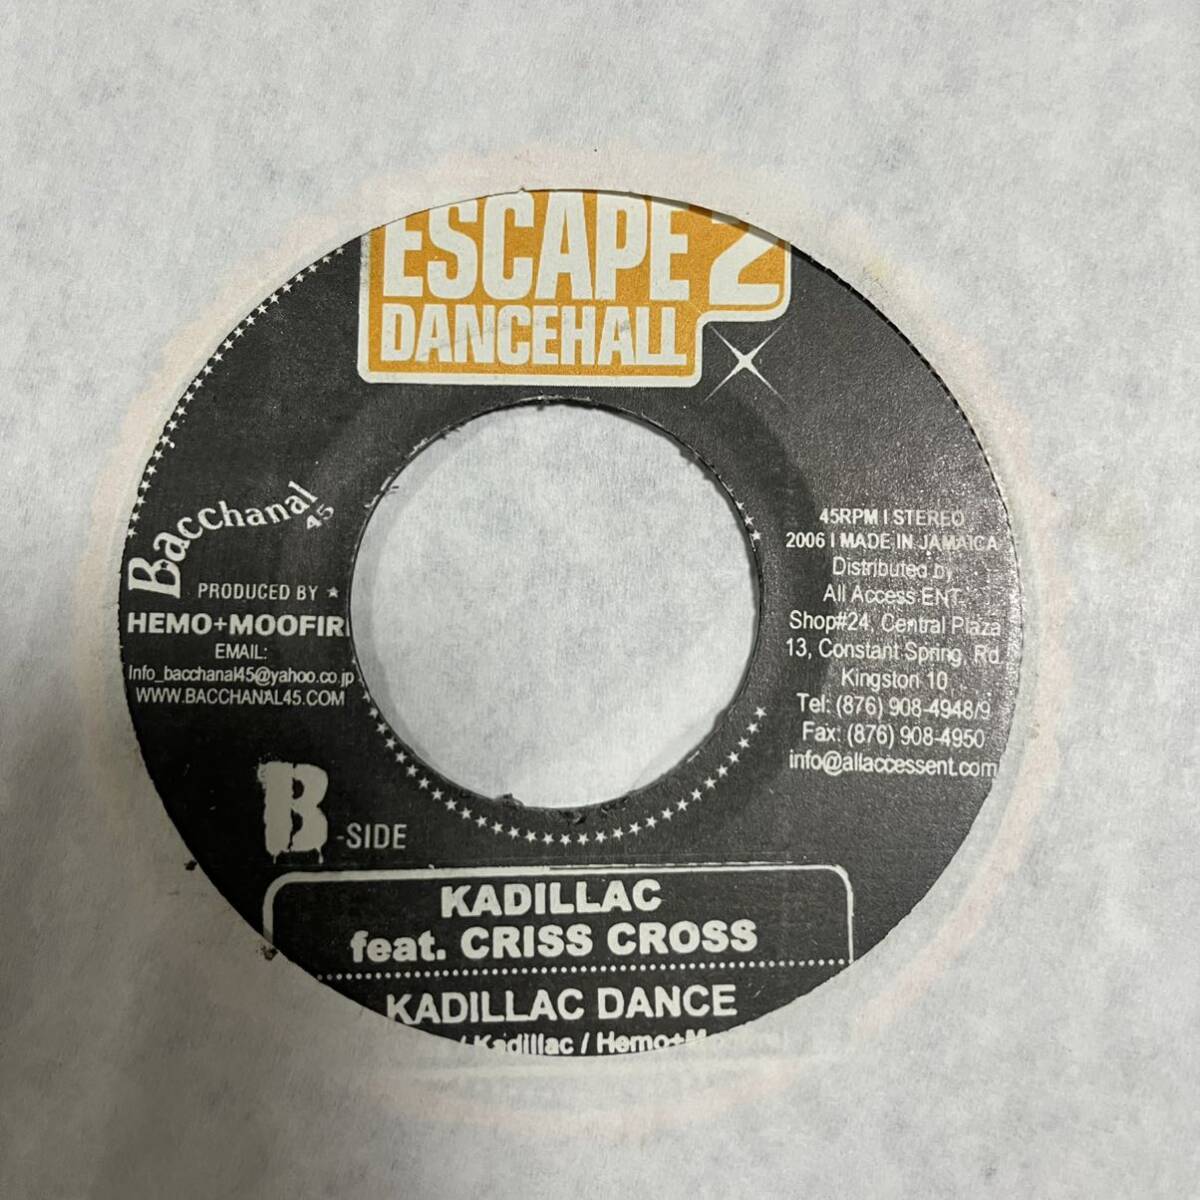 ESCAPE 2
DANCEHALL
Bacchanal 45
PRODUCED BY ★
HEMO+MOOFIR
EMAIL:
Info_bacchanal45@yahoo.co.jp
WWW.BACCHANAL45.COM
B-SIDE
45RPM I STEREO
2006 I MADE IN JAMAICA
Distributed by
All Access ENT.
Shop#24, Central Plaza
13, Constant Spring, Rd
Kingston 10
Tel: (876) 908-4948/9
Fax: (876) 908-4950
info@allaccessent.com
KADILLAC
feat. CRISS CROSS
KADILLAC DANCE
/ Kadillac /